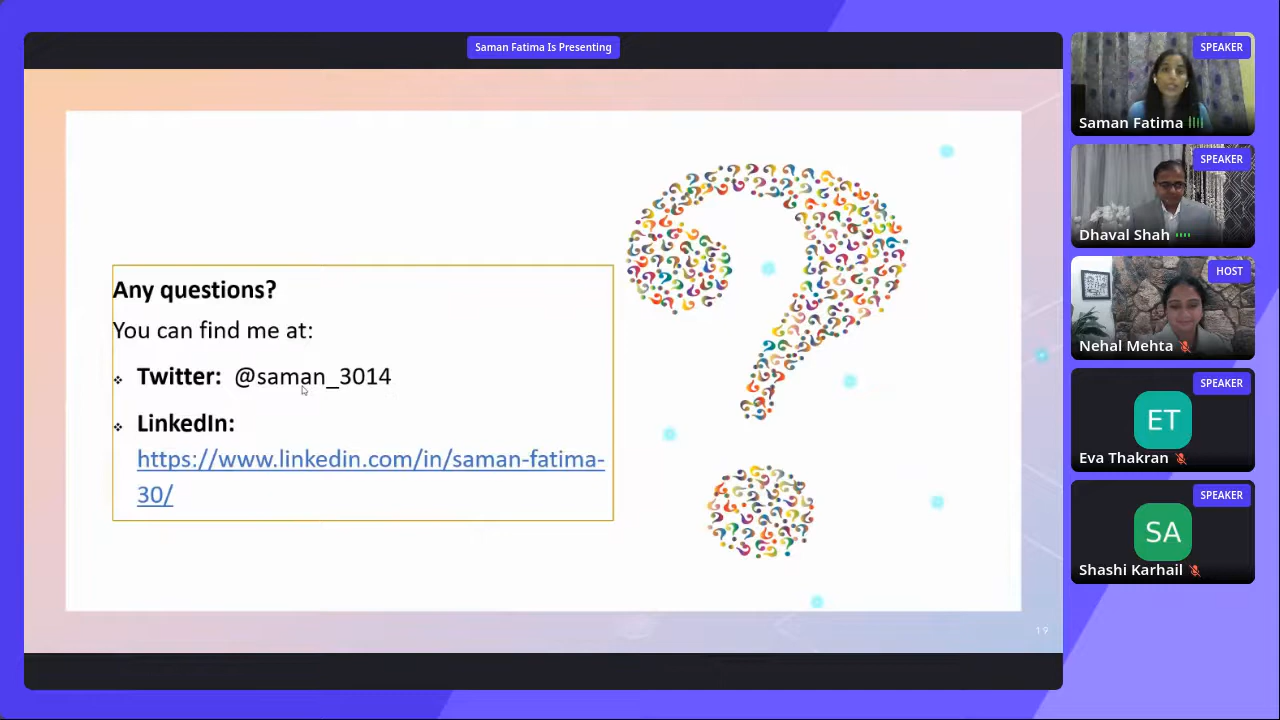 Saman Fatima Is Presenting
Any questions?
You can find me at:
❖ Twitter: @saman_3014
❖ LinkedIn:
https://www.linkedin.com/in/saman-fatima-
30/
19
SPEAKER
Saman Fatima
SPEAKER
Dhaval Shah
HOST
Nehal Mehta
SPEAKER
ET
Eva Thakran
SPEAKER
SA
Shashi Karhail